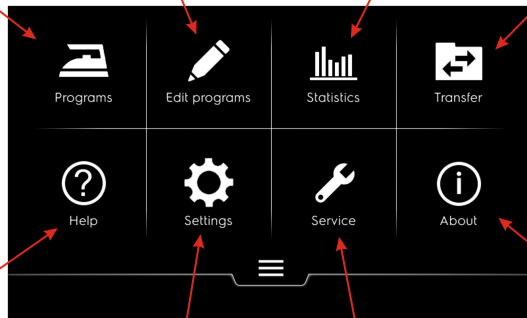 Programs
Edit programs
Statistics
Transfer
Help
Settings
Service
About